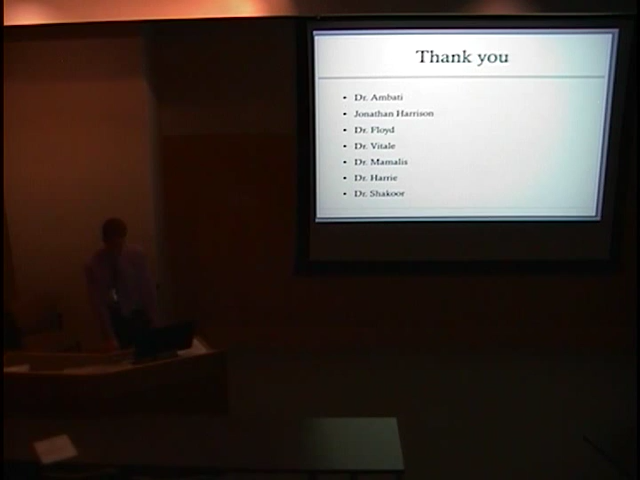 Thank you
• Dr. Ambati
• Jonathan Harrison
• Dr. Floyd
• Dr. Vitale
• Dr. Mamalis
• Dr. Harrie
• Dr. Shakoor